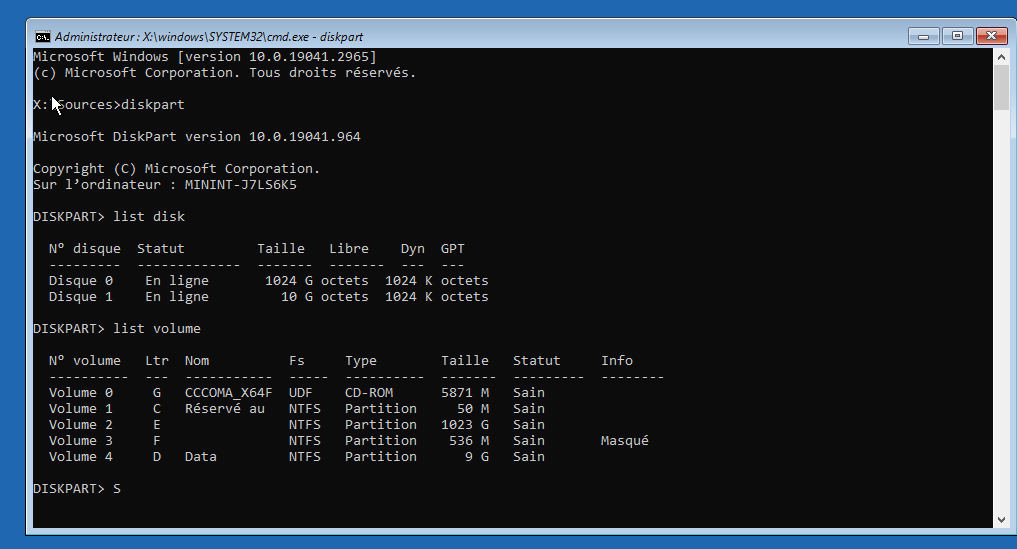 Administrateur : X:\windows\SYSTEM32\cmd.exe - diskpart
Microsoft Windows [version 10.0.19041.2965]
(c) Microsoft Corporation. Tous droits réservés.
X:\Sources>diskpart
Microsoft DiskPart version 10.0.19041.964
Copyright (C) Microsoft Corporation.
Sur l’ordinateur : MININT-J7LS6K5
DISKPART> list disk
N° disque  Statut         Taille   Libre    Dyn  GPT
---------  -------------  -------  -------  ---  ---
Disque 0    En ligne       1024 G octets  1024 K octets
Disque 1    En ligne         10 G octets  1024 K octets
DISKPART> list volume
N° volume   Ltr  Nom          Fs     Type        Taille   Statut     Info
----------  ---  -----------  -----  ----------  -------  ---------  --------
Volume 0     G   CCCOMA_X64F  UDF    CD-ROM      5871 M   Sain
Volume 1     C   Réservé au   NTFS   Partition     50 M   Sain
Volume 2     E                NTFS   Partition   1023 G   Sain
Volume 3     F                NTFS   Partition    536 M   Sain       Masqué
Volume 4     D   Data         NTFS   Partition      9 G   Sain
DISKPART> S